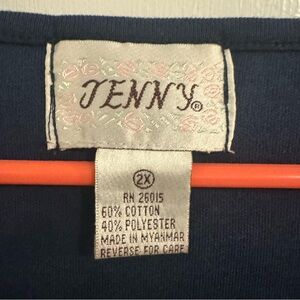 JENNY®
2X
RN 26015
60% COTTON
40% POLYESTER
MADE IN MYANMAR
REVERSE FOR CARE